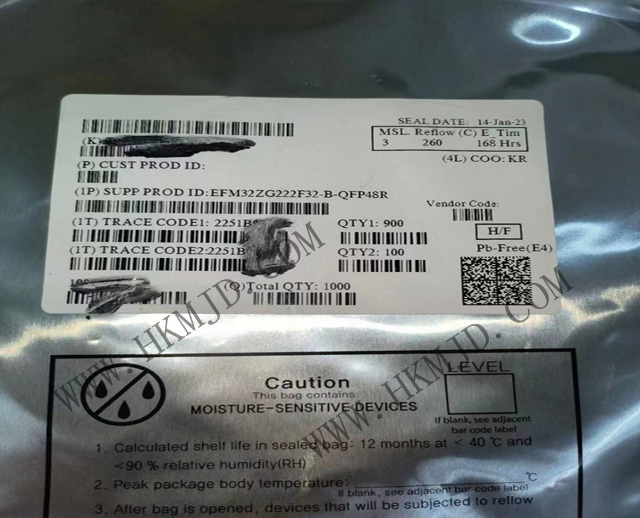 SEAL DATE: 14-Jan-23
MSL. Reflow (C) E_Tim
3 260 168 Hrs
(4L) COO: KR
(K)
(P) CUST PROD ID:
(1P) SUPP PROD ID:EFM32ZG222F32-B-QFP48R
Vendor Code:
(1T) TRACE CODE1: 2251B
QTY1: 900
H/F
(1T) TRACE CODE2:2251B
QTY2: 100
Pb-Free(E4)
(Q)Total QTY: 1000
WWW.HKMJD.COM
WWW.HKMJD.COM
Caution
This bag contains
MOISTURE-SENSITIVE DEVICES
LEVEL
If blank, see adjacent
bar code label
1. Calculated shelf life in sealed bag: 12 months at < 40℃ and
<90 % relative humidity(RH)
2. Peak package body temperature: ℃
If blank, see adjacent bar code label
3. After bag is opened, devices that will be subjected to reflow